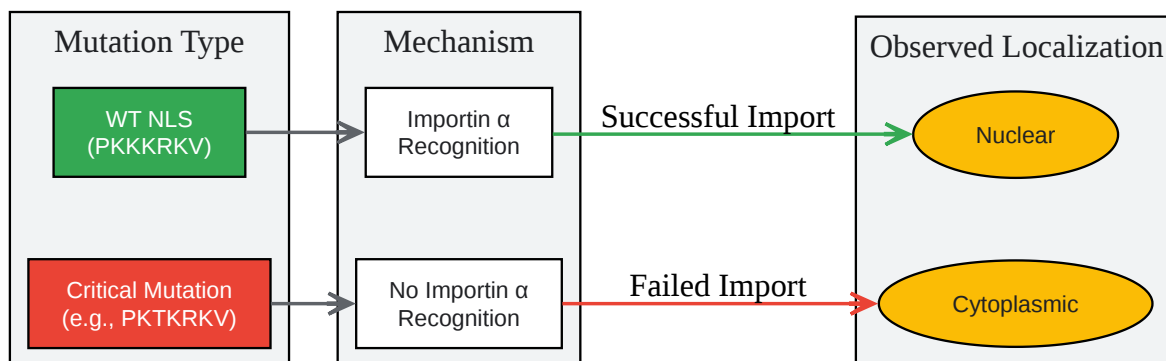 Mutation Type
Mechanism
Observed Localization
WT NLS
(PKKKRKV)
Importin α
Recognition
Successful Import
Nuclear
Critical Mutation
(e.g., PKTKRKV)
No Importin α
Recognition
Failed Import
Cytoplasmic